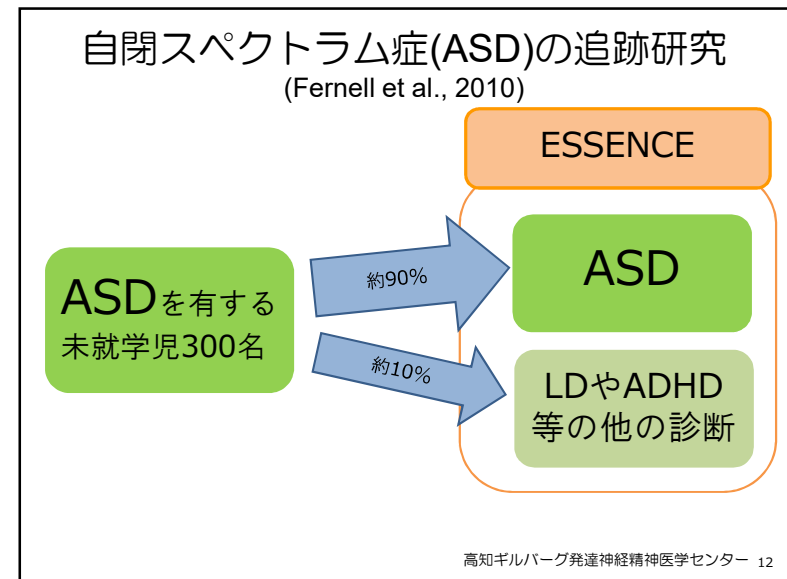 自閉スペクトラム症(ASD)の追跡研究
(Fernell et al., 2010)
ESSENCE
ASDを有する
未就学児300名
約90%
ASD
約10%
LDやADHD
等の他の診断
高知ギルバーグ発達神経精神医学センター 12